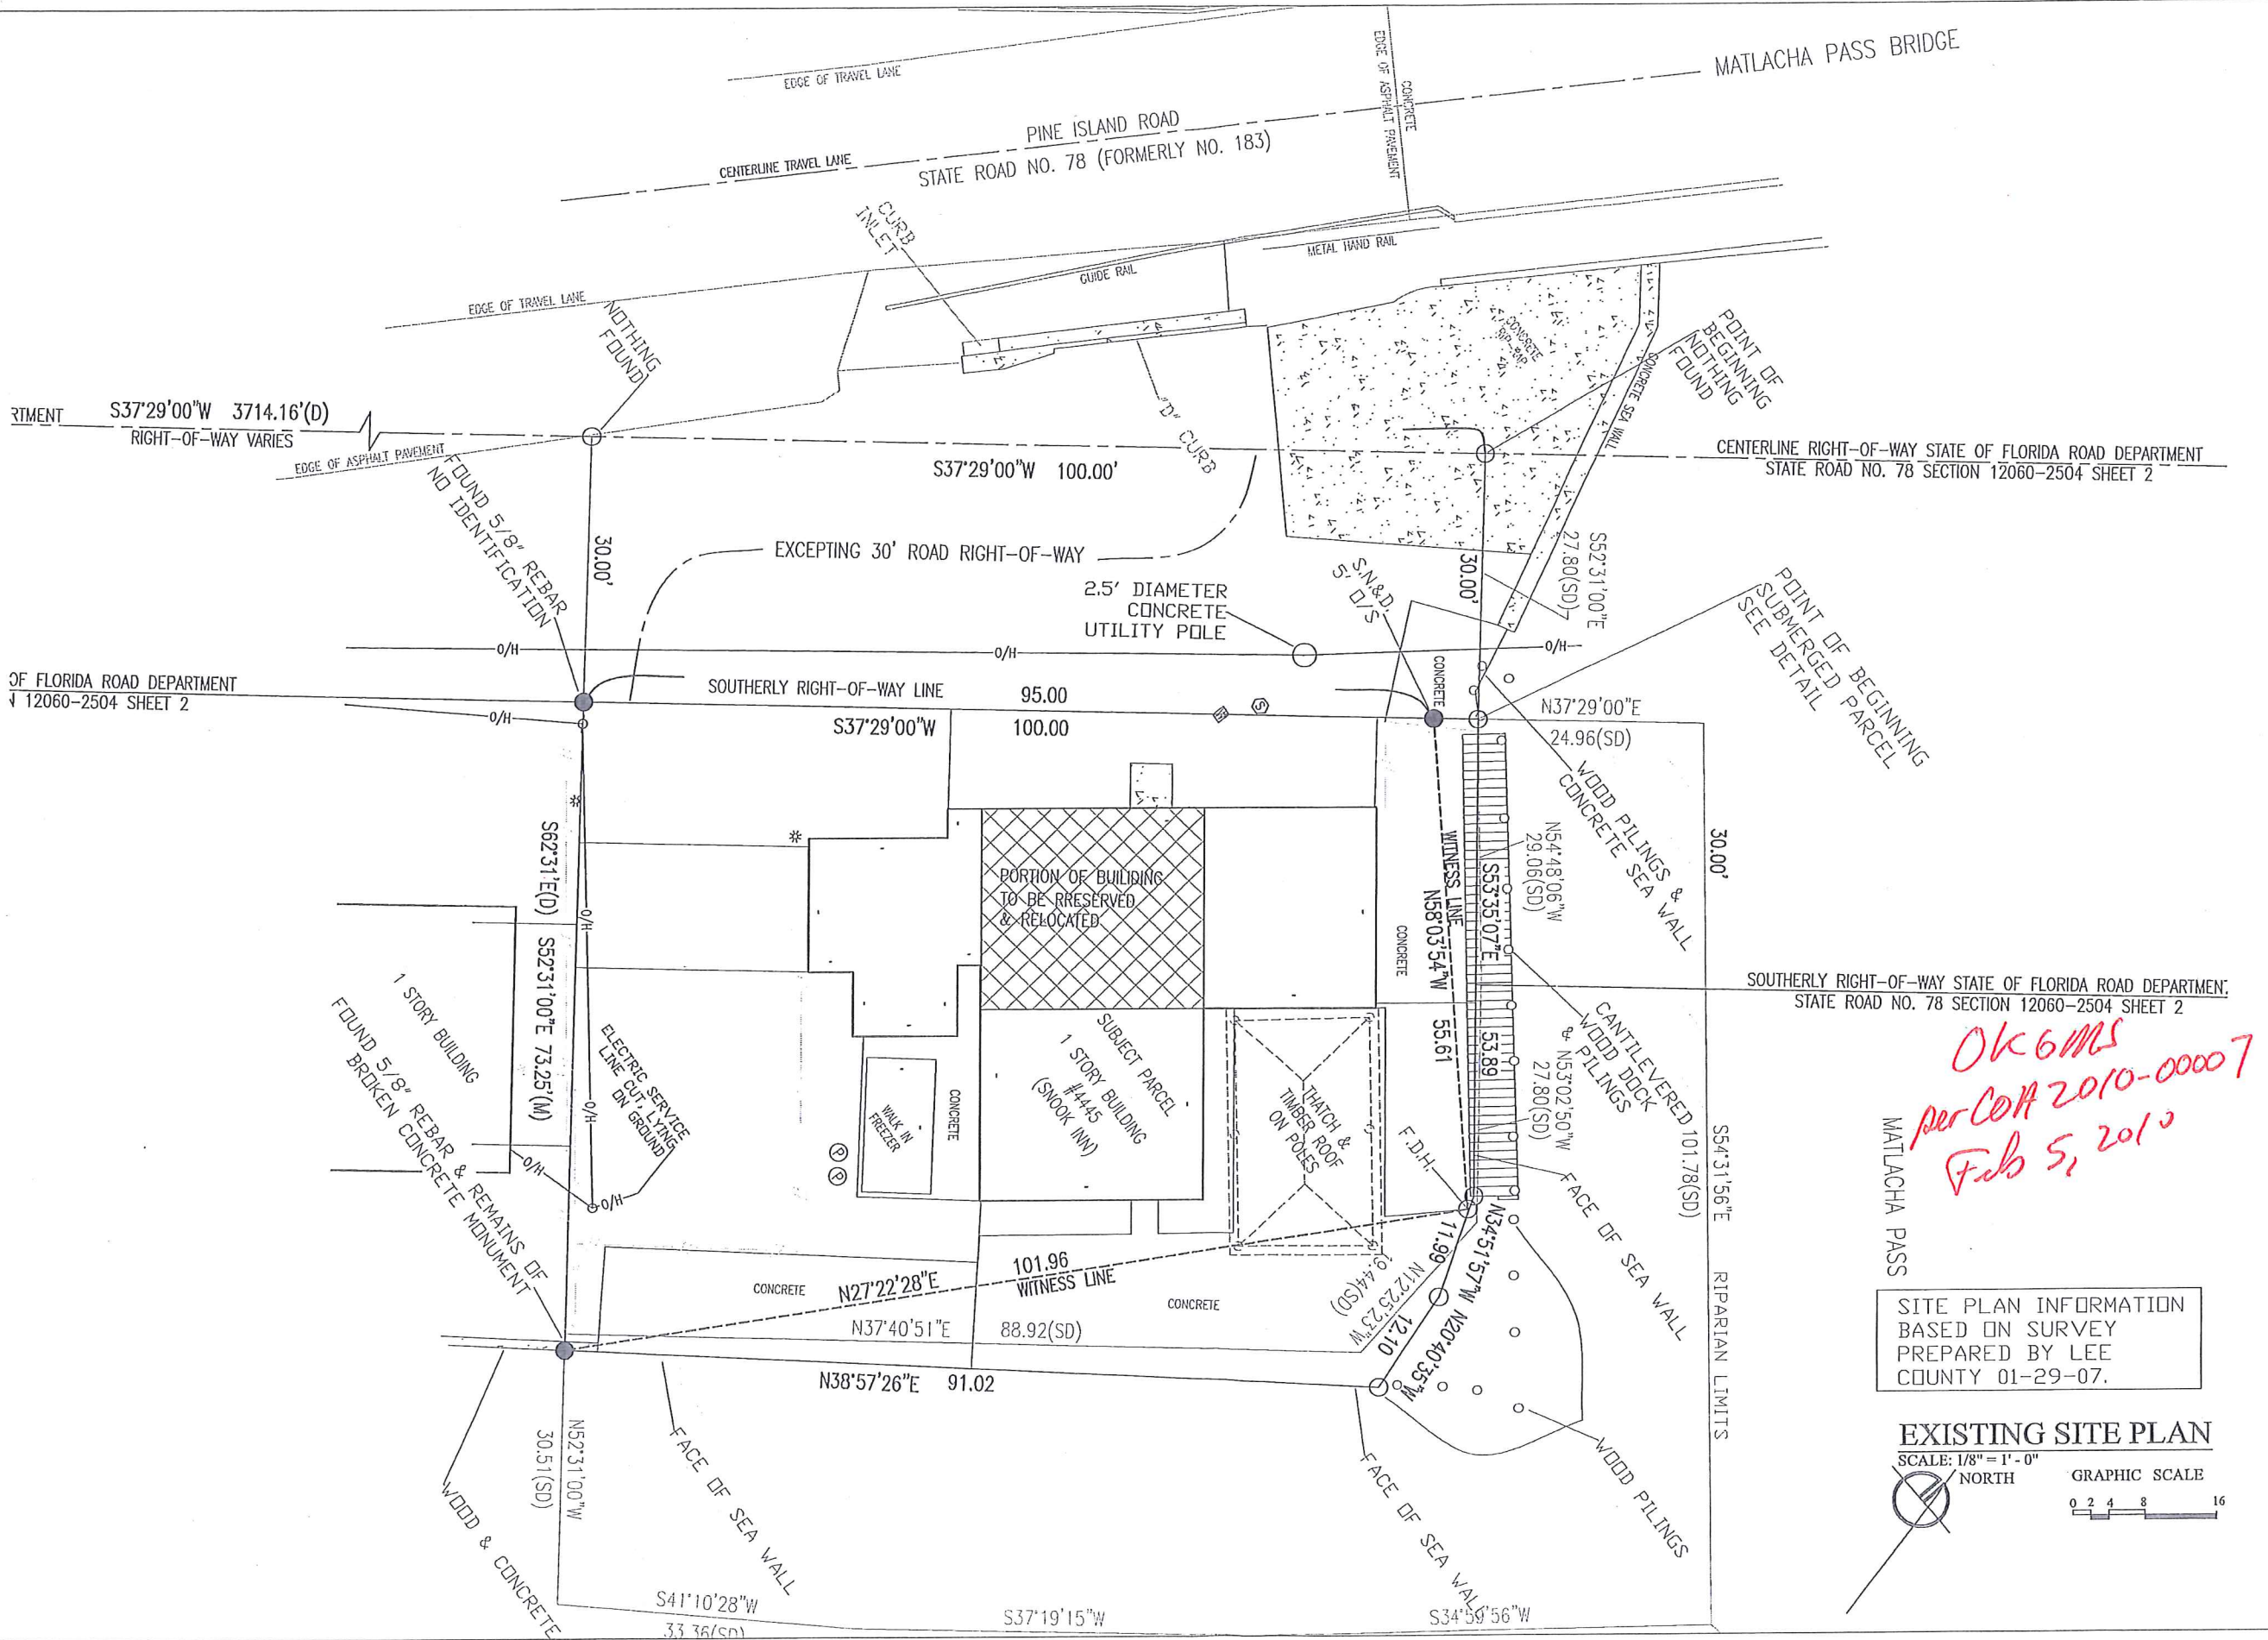 EDGE OF TRAVEL LANE
MATLACHA PASS BRIDGE
EDGE OF ASPHALT PAVEMENT
CONCRETE
PINE ISLAND ROAD
CENTERLINE TRAVEL LANE
STATE ROAD NO. 78 (FORMERLY NO. 183)
CURB
INLET
METAL HAND RAIL
GUIDE RAIL
EDGE OF TRAVEL LANE
NOTHING
FOUND
CONCRETE
RIP-RAP
CONCRETE SEA WALL
POINT OF
BEGINNING
(NOTHING
FOUND
"D" CURB
RTMENT
S37°29'00"W 3714.16'(D)
RIGHT-OF-WAY VARIES
EDGE OF ASPHALT PAVEMENT
S37°29'00"W 100.00'
CENTERLINE RIGHT-OF-WAY STATE OF FLORIDA ROAD DEPARTMENT
STATE ROAD NO. 78 SECTION 12060-2504 SHEET 2
FOUND 5/8" REBAR
NO IDENTIFICATION
30.00'
EXCEPTING 30' ROAD RIGHT-OF-WAY
2.5' DIAMETER
CONCRETE
UTILITY POLE
S.N.&D.
5' O/S
30.00'
S52°31'00"E
27.80(SD)
POINT OF BEGINNING
SUBMERGED PARCEL
SEE DETAIL
O/H
O/H
O/H
OF FLORIDA ROAD DEPARTMENT
N 12060-2504 SHEET 2
O/H
SOUTHERLY RIGHT-OF-WAY LINE
95.00
S37°29'00"W
100.00
S
CONCRETE
N37°29'00"E
24.96(SD)
WOOD PILINGS &
CONCRETE SEA WALL
30.00'
S62°31'E(D)
S52°31'00"E 73.25'(M)
O/H
O/H
PORTION OF BUILIDING
TO BE RRESERVED
& RELOCATED
WITNESS LINE
N58°03'54"W
55.61
CONCRETE
S53°35'07"E
53.89
N54°48'06"W
29.06(SD)
SOUTHERLY RIGHT-OF-WAY STATE OF FLORIDA ROAD DEPARTMENT
STATE ROAD NO. 78 SECTION 12060-2504 SHEET 2
CANTILEVERED
WOOD DOCK
& PILINGS
N53°02'50"W
27.80(SD)
1 STORY BUILDING
FOUND 5/8" REBAR & REMAINS OF
BROKEN CONCRETE MONUMENT
ELECTRIC SERVICE
LINE CUT, LYING
ON GROUND
O/H
O/H
P
P
WALK IN
FREEZER
CONCRETE
SUBJECT PARCEL
1 STORY BUILDING
#4445
(SNOOK INN)
THATCH &
TIMBER ROOF
ON POLES
F.D.H.
FACE OF SEA WALL
S54°31'56"E
101.78(SD)
RIPARIAN LIMITS
MATLACHA PASS
OK GMS
per COA 2010-00007
Feb 5, 2010
CONCRETE
N27°22'28"E
101.96
WITNESS LINE
CONCRETE
N37°40'51"E
88.92(SD)
N12°25'23"W
19.44(SD)
11.99
N34°51'57"W
12.10
N20°40'35"W
N38°57'26"E 91.02
N52°31'00"W
30.51(SD)
WOOD & CONCRETE
FACE OF SEA WALL
FACE OF SEA WALL
WOOD PILINGS
S41°10'28"W
33.36(SD)
S37°19'15"W
S34°59'56"W
SITE PLAN INFORMATION
BASED ON SURVEY
PREPARED BY LEE
COUNTY 01-29-07.
EXISTING SITE PLAN
SCALE: 1/8" = 1' - 0"
NORTH
GRAPHIC SCALE
0 2 4 8 16